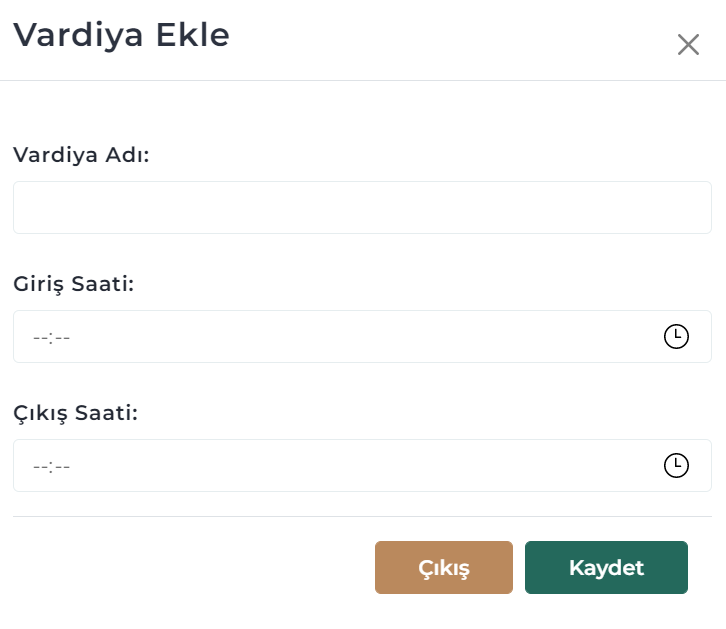 Vardiya Ekle
Vardiya Adı:
Giriş Saati:
--:--
Çıkış Saati:
--:--
Çıkış
Kaydet